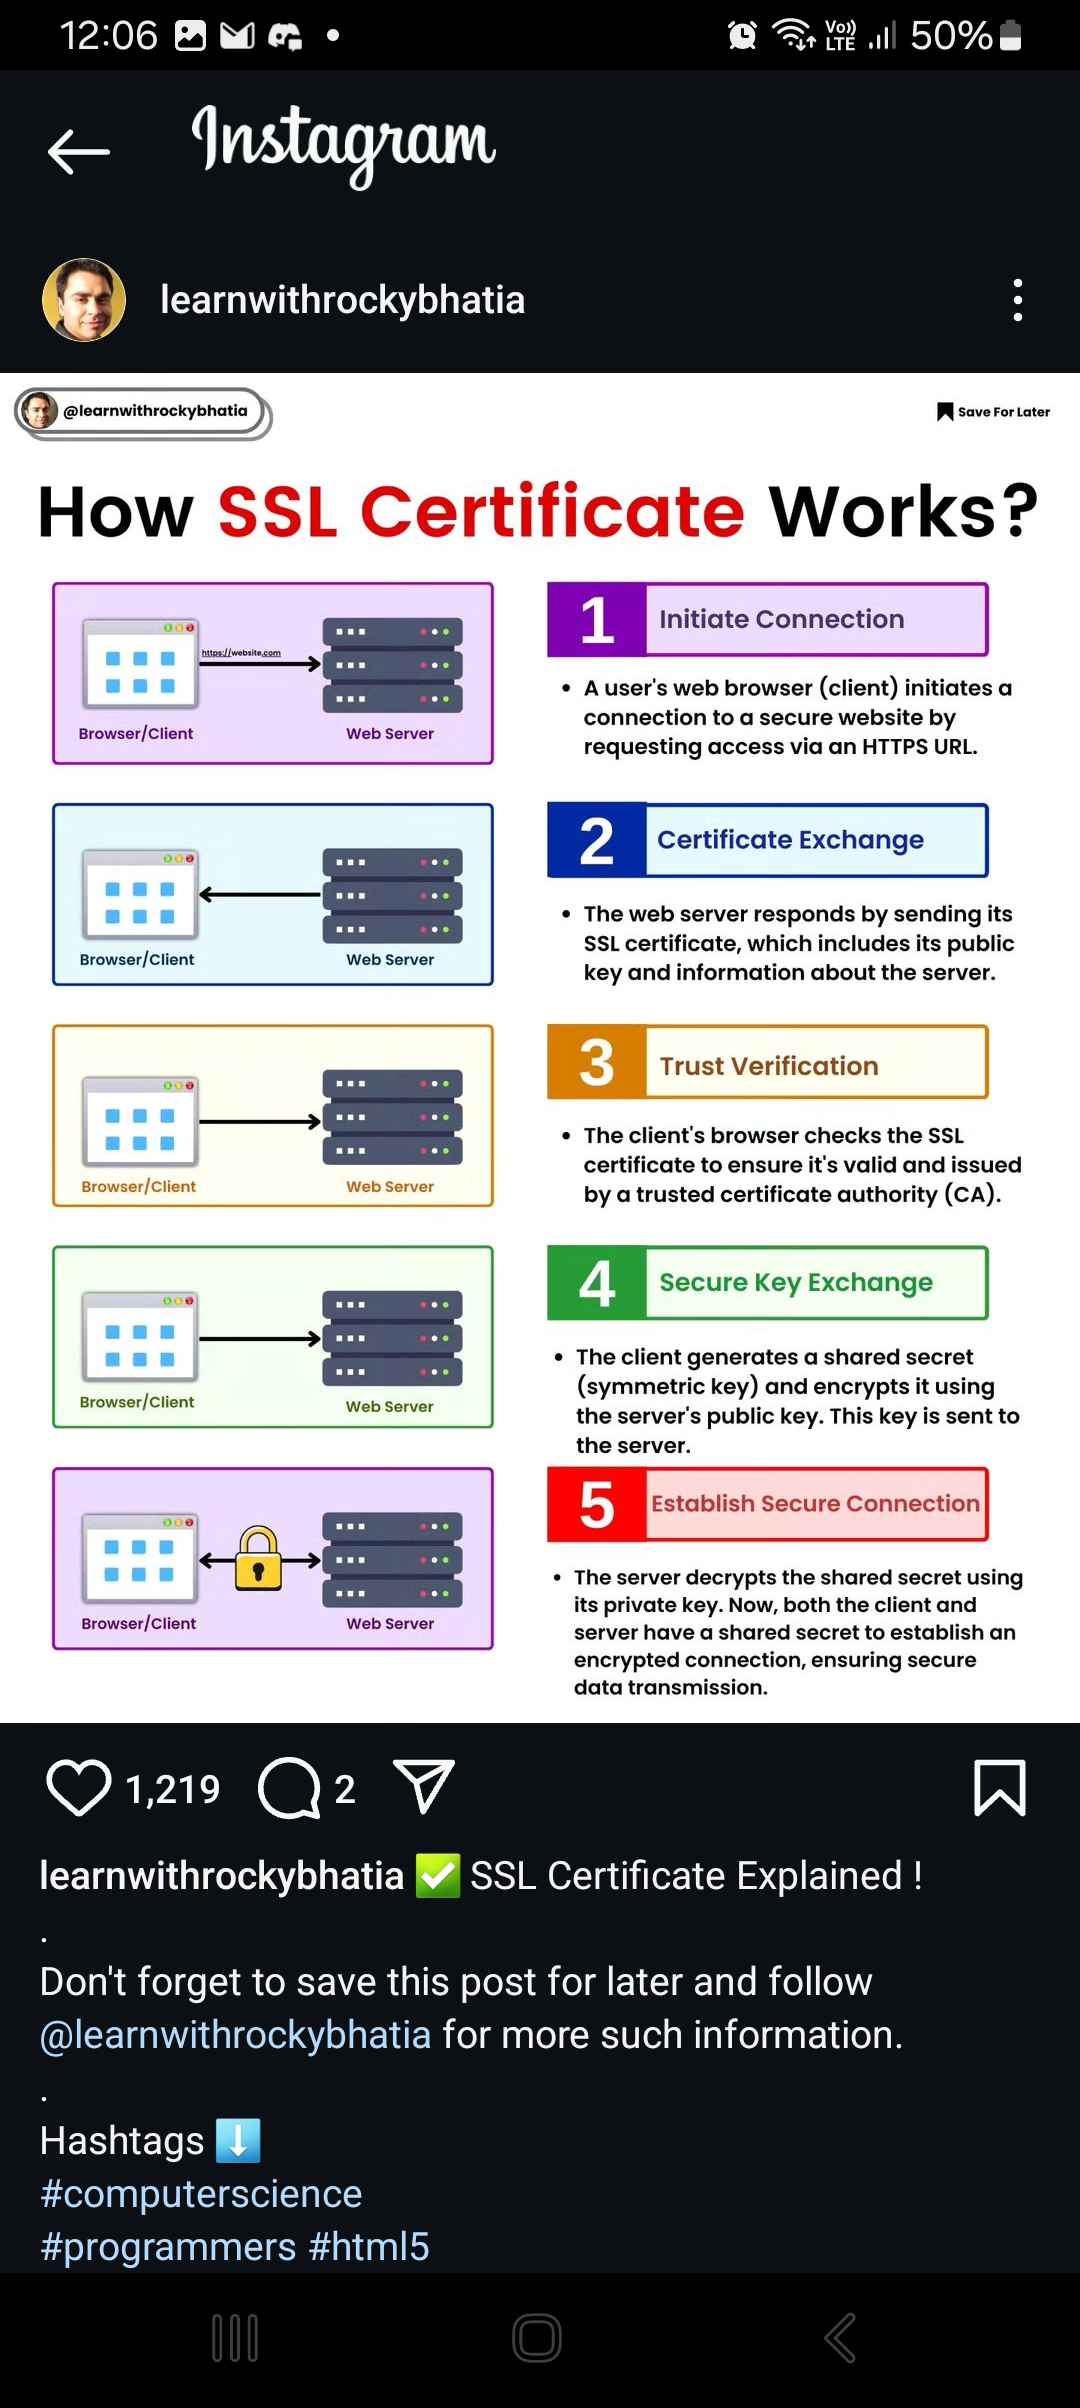 12:06
Vo))
LTE
50%
Instagram
learnwithrockybhatia
@learnwithrockybhatia
Save For Later
How SSL Certificate Works?
https://website.com
Browser/Client
Web Server
1
Initiate Connection
• A user's web browser (client) initiates a
connection to a secure website by
requesting access via an HTTPS URL.
Browser/Client
Web Server
2
Certificate Exchange
• The web server responds by sending its
SSL certificate, which includes its public
key and information about the server.
Browser/Client
Web Server
3
Trust Verification
• The client's browser checks the SSL
certificate to ensure it's valid and issued
by a trusted certificate authority (CA).
Browser/Client
Web Server
4
Secure Key Exchange
• The client generates a shared secret
(symmetric key) and encrypts it using
the server's public key. This key is sent to
the server.
Browser/Client
Web Server
5
Establish Secure Connection
• The server decrypts the shared secret using
its private key. Now, both the client and
server have a shared secret to establish an
encrypted connection, ensuring secure
data transmission.
1,219
2
learnwithrockybhatia ✅ SSL Certificate Explained !
.
Don't forget to save this post for later and follow
@learnwithrockybhatia for more such information.
.
Hashtags ⬇️
#computerscience
#programmers #html5